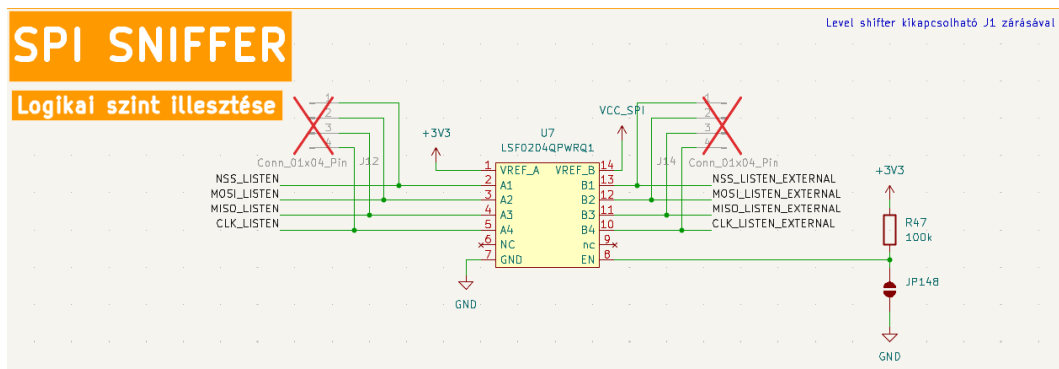 SPI SNIFFER
Level shifter kikapcsolható J1 zárásával
Logikai szint illesztése
1
2
3
4
J12
Conn_01x04_Pin
+3V3
U7
LSF0204QPWRQ1
VCC_SPI
1
2
3
4
J14
Conn_01x04_Pin
1 VREF_A VREF_B 14
NSS_LISTEN 2 A1 B1 13 NSS_LISTEN_EXTERNAL
MOSI_LISTEN 3 A2 B2 12 MOSI_LISTEN_EXTERNAL
MISO_LISTEN 4 A3 B3 11 MISO_LISTEN_EXTERNAL
CLK_LISTEN 5 A4 B4 10 CLK_LISTEN_EXTERNAL
6 NC nc 9
7 GND EN 8
GND
+3V3
R47
100k
JP148
GND